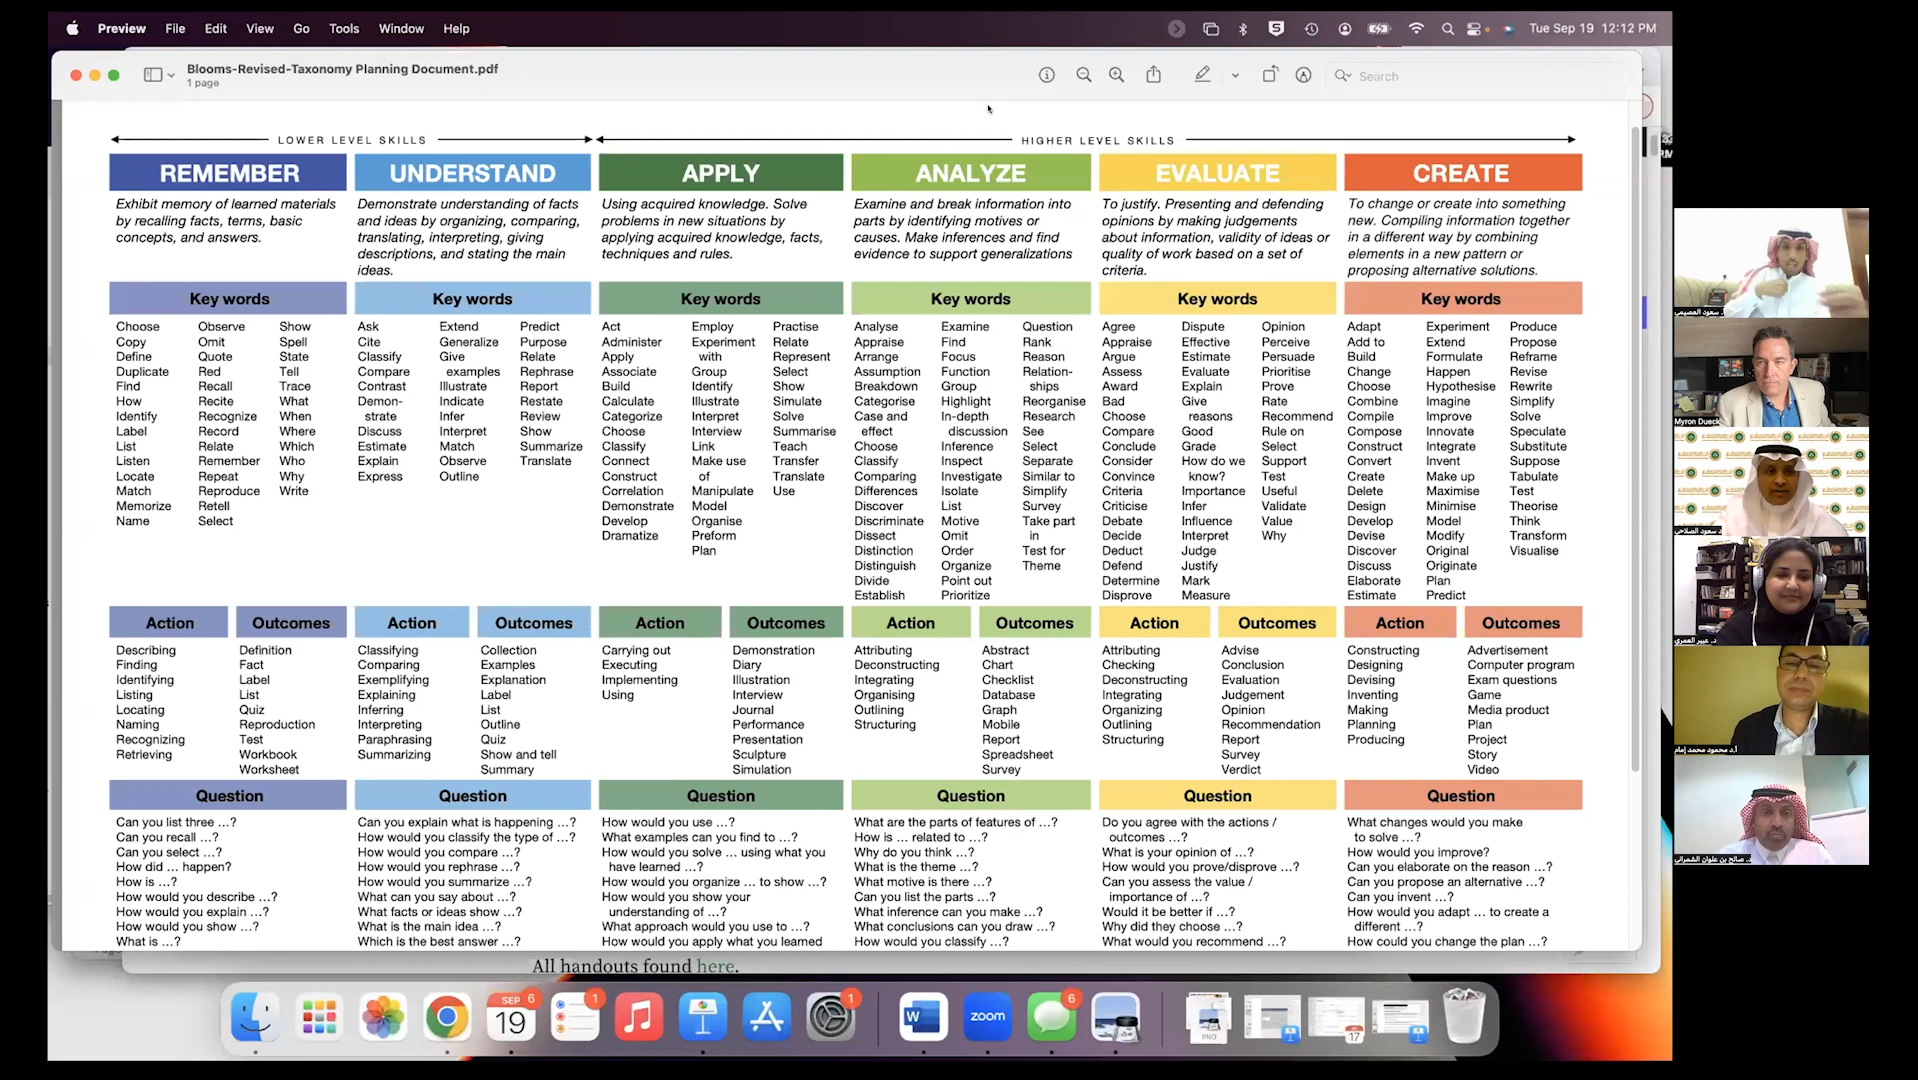 Preview File Edit View Go Tools Window Help
Tue Sep 19 12:12 PM
Blooms-Revised-Taxonomy Planning Document.pdf
1 page
Search
LOWER LEVEL SKILLS
HIGHER LEVEL SKILLS
REMEMBER
Exhibit memory of learned materials
by recalling facts, terms, basic
concepts, and answers.
Key words
Choose
Copy
Define
Duplicate
Find
How
Identify
Label
List
Listen
Locate
Match
Memorize
Name
Observe
Omit
Quote
Red
Recall
Recite
Recognize
Record
Relate
Remember
Repeat
Reproduce
Retell
Select
Show
Spell
State
Tell
Trace
What
When
Where
Which
Who
Why
Write
Action
Describing
Finding
Identifying
Listing
Locating
Naming
Recognizing
Retrieving
Outcomes
Definition
Fact
Label
List
Quiz
Reproduction
Test
Workbook
Worksheet
Question
Can you list three ...?
Can you recall ...?
Can you select ...?
How did ... happen?
How is ...?
How would you describe ...?
How would you explain ...?
How would you show ...?
What is ...?
UNDERSTAND
Demonstrate understanding of facts
and ideas by organizing, comparing,
translating, interpreting, giving
descriptions, and stating the main
ideas.
Key words
Ask
Cite
Classify
Compare
Contrast
Demon-
strate
Discuss
Estimate
Explain
Express
Extend
Generalize
Give
examples
Illustrate
Indicate
Infer
Interpret
Match
Observe
Outline
Predict
Purpose
Relate
Rephrase
Report
Restate
Review
Show
Summarize
Translate
Action
Classifying
Comparing
Exemplifying
Explaining
Inferring
Interpreting
Paraphrasing
Summarizing
Outcomes
Collection
Examples
Explanation
Label
List
Outline
Quiz
Show and tell
Summary
Question
Can you explain what is happening ...?
How would you classify the type of ...?
How would you compare ...?
How would you rephrase ...?
How would you summarize ...?
What can you say about ...?
What facts or ideas show ...?
What is the main idea ...?
Which is the best answer ...?
APPLY
Using acquired knowledge. Solve
problems in new situations by
applying acquired knowledge, facts,
techniques and rules.
Key words
Act
Administer
Apply
Associate
Build
Calculate
Categorize
Choose
Classify
Connect
Construct
Correlation
Demonstrate
Develop
Dramatize
Employ
Experiment
with
Group
Identify
Illustrate
Interpret
Interview
Link
Make use
of
Manipulate
Model
Organise
Preform
Plan
Practise
Relate
Represent
Select
Show
Simulate
Solve
Summarise
Teach
Transfer
Translate
Use
Action
Carrying out
Executing
Implementing
Using
Outcomes
Demonstration
Diary
Illustration
Interview
Journal
Performance
Presentation
Sculpture
Simulation
Question
How would you use ...?
What examples can you find to ...?
How would you solve ... using what you
have learned ...?
How would you organize ... to show ...?
How would you show your
understanding of ...?
What approach would you use to ...?
How would you apply what you learned
ANALYZE
Examine and break information into
parts by identifying motives or
causes. Make inferences and find
evidence to support generalizations
Key words
Analyse
Appraise
Arrange
Assumption
Breakdown
Categorise
Case and
effect
Choose
Classify
Comparing
Differences
Discover
Discriminate
Dissect
Distinction
Distinguish
Divide
Establish
Examine
Find
Focus
Function
Group
Highlight
In-depth
discussion
Inference
Inspect
Investigate
Isolate
List
Motive
Omit
Order
Organize
Point out
Prioritize
Question
Rank
Reason
Relation-
ships
Reorganise
Research
See
Select
Separate
Similar to
Simplify
Survey
Take part
in
Test for
Theme
Action
Attributing
Deconstructing
Integrating
Organising
Outlining
Structuring
Outcomes
Abstract
Chart
Checklist
Database
Graph
Mobile
Report
Spreadsheet
Survey
Question
What are the parts of features of ...?
How is ... related to ...?
Why do you think ...?
What is the theme ...?
What motive is there ...?
Can you list the parts ...?
What inference can you make ...?
What conclusions can you draw ...?
How would you classify ...?
EVALUATE
To justify. Presenting and defending
opinions by making judgements
about information, validity of ideas or
quality of work based on a set of
criteria.
Key words
Agree
Appraise
Argue
Assess
Award
Bad
Choose
Compare
Conclude
Consider
Convince
Criteria
Criticise
Debate
Decide
Deduct
Defend
Determine
Disprove
Dispute
Effective
Estimate
Evaluate
Explain
Give
reasons
Good
Grade
How do we
know?
Importance
Infer
Influence
Interpret
Judge
Justify
Mark
Measure
Opinion
Perceive
Persuade
Prioritise
Prove
Rate
Recommend
Rule on
Select
Support
Test
Useful
Validate
Value
Why
Action
Attributing
Checking
Deconstructing
Integrating
Organizing
Outlining
Structuring
Outcomes
Advise
Conclusion
Evaluation
Judgement
Opinion
Recommendation
Report
Survey
Verdict
Question
Do you agree with the actions /
outcomes ...?
What is your opinion of ...?
How would you prove/disprove ...?
Can you assess the value /
importance of ...?
Would it be better if ...?
Why did they choose ...?
What would you recommend ...?
CREATE
To change or create into something
new. Compiling information together
in a different way by combining
elements in a new pattern or
proposing alternative solutions.
Key words
Adapt
Add to
Build
Change
Choose
Combine
Compile
Compose
Construct
Convert
Create
Delete
Design
Develop
Devise
Discover
Discuss
Elaborate
Estimate
Experiment
Extend
Formulate
Happen
Hypothesise
Imagine
Improve
Innovate
Integrate
Invent
Make up
Maximise
Minimise
Model
Modify
Original
Originate
Plan
Predict
Produce
Propose
Reframe
Revise
Rewrite
Simplify
Solve
Speculate
Substitute
Suppose
Tabulate
Test
Theorise
Think
Transform
Visualise
Action
Constructing
Designing
Devising
Inventing
Making
Planning
Producing
Outcomes
Advertisement
Computer program
Exam questions
Game
Media product
Plan
Project
Story
Video
Question
What changes would you make
to solve ...?
How would you improve?
Can you elaborate on the reason ...?
Can you propose an alternative ...?
Can you invent ...?
How would you adapt ... to create a
different ...?
How could you change the plan ...?
All handouts found here.
SEP 6
19
1
1
W
zoom
6
PNG
17
سعود العصيمي
Myron Dueck
د. سعود الصلاحي
د. عبير العمري
أ.د محمود محمد إمام
د. صالح بن علوان الشمراني